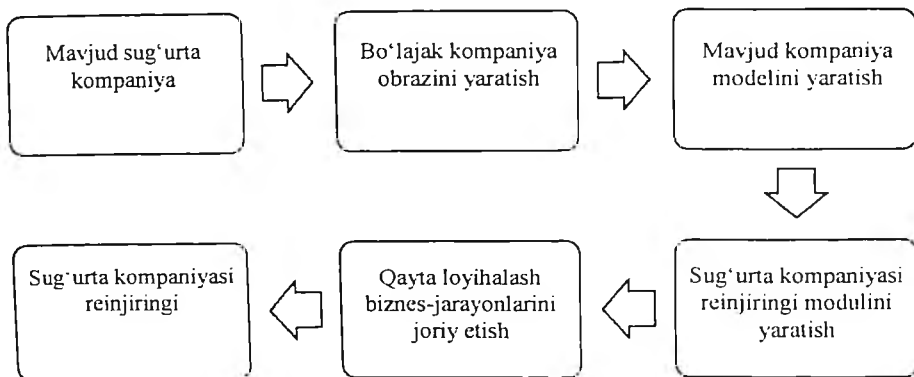 Mavjud sug‘urta
kompaniya
Bo‘lajak kompaniya
obrazini yaratish
Mavjud kompaniya
modelini yaratish
Sug‘urta kompaniyasi
reinjiringi modulini
yaratish
Qayta loyihalash
biznes-jarayonlarini
joriy etish
Sug‘urta kompaniyasi
reinjiringi